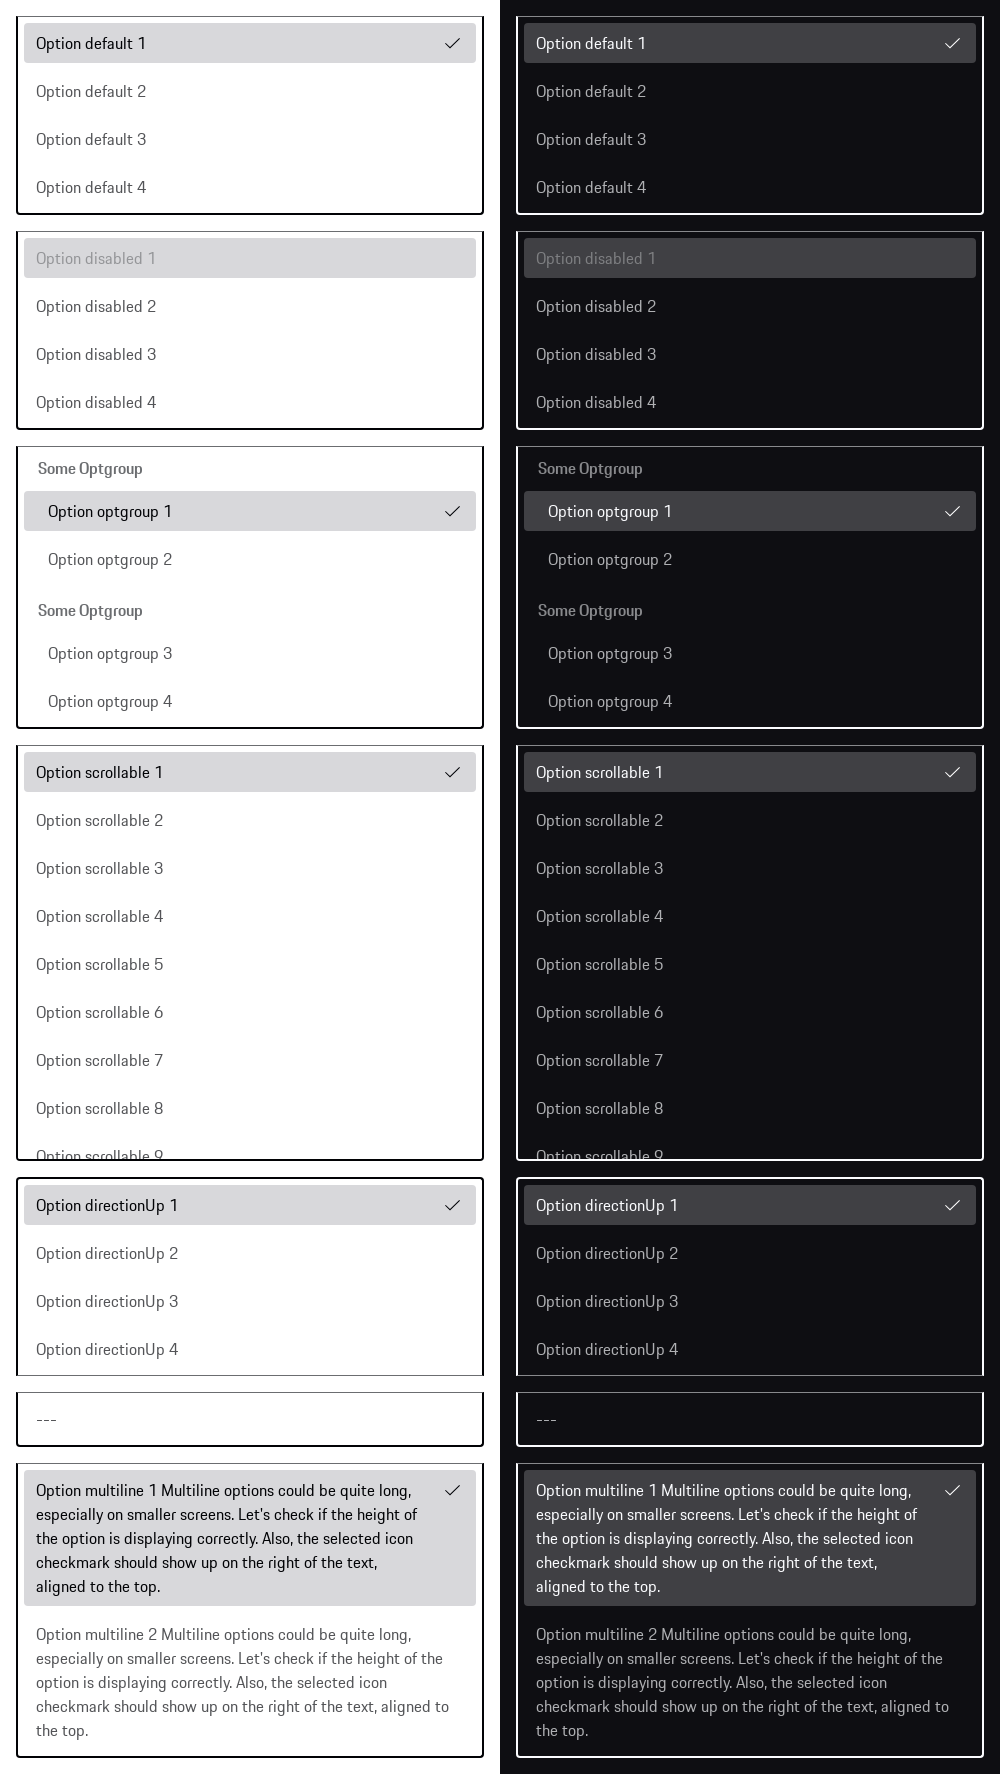 Option default 1
Option default 2
Option default 3
Option default 4
Option disabled 1
Option disabled 2
Option disabled 3
Option disabled 4
Some Optgroup
Option optgroup 1
Option optgroup 2
Some Optgroup
Option optgroup 3
Option optgroup 4
Option scrollable 1
Option scrollable 2
Option scrollable 3
Option scrollable 4
Option scrollable 5
Option scrollable 6
Option scrollable 7
Option scrollable 8
Option scrollable 9
Option directionUp 1
Option directionUp 2
Option directionUp 3
Option directionUp 4
---
Option multiline 1 Multiline options could be quite long,
especially on smaller screens. Let's check if the height of
the option is displaying correctly. Also, the selected icon
checkmark should show up on the right of the text,
aligned to the top.
Option multiline 2 Multiline options could be quite long,
especially on smaller screens. Let's check if the height of the
option is displaying correctly. Also, the selected icon
checkmark should show up on the right of the text, aligned to
the top.
Option default 1
Option default 2
Option default 3
Option default 4
Option disabled 1
Option disabled 2
Option disabled 3
Option disabled 4
Some Optgroup
Option optgroup 1
Option optgroup 2
Some Optgroup
Option optgroup 3
Option optgroup 4
Option scrollable 1
Option scrollable 2
Option scrollable 3
Option scrollable 4
Option scrollable 5
Option scrollable 6
Option scrollable 7
Option scrollable 8
Option scrollable 9
Option directionUp 1
Option directionUp 2
Option directionUp 3
Option directionUp 4
---
Option multiline 1 Multiline options could be quite long,
especially on smaller screens. Let's check if the height of
the option is displaying correctly. Also, the selected icon
checkmark should show up on the right of the text,
aligned to the top.
Option multiline 2 Multiline options could be quite long,
especially on smaller screens. Let's check if the height of the
option is displaying correctly. Also, the selected icon
checkmark should show up on the right of the text, aligned to
the top.